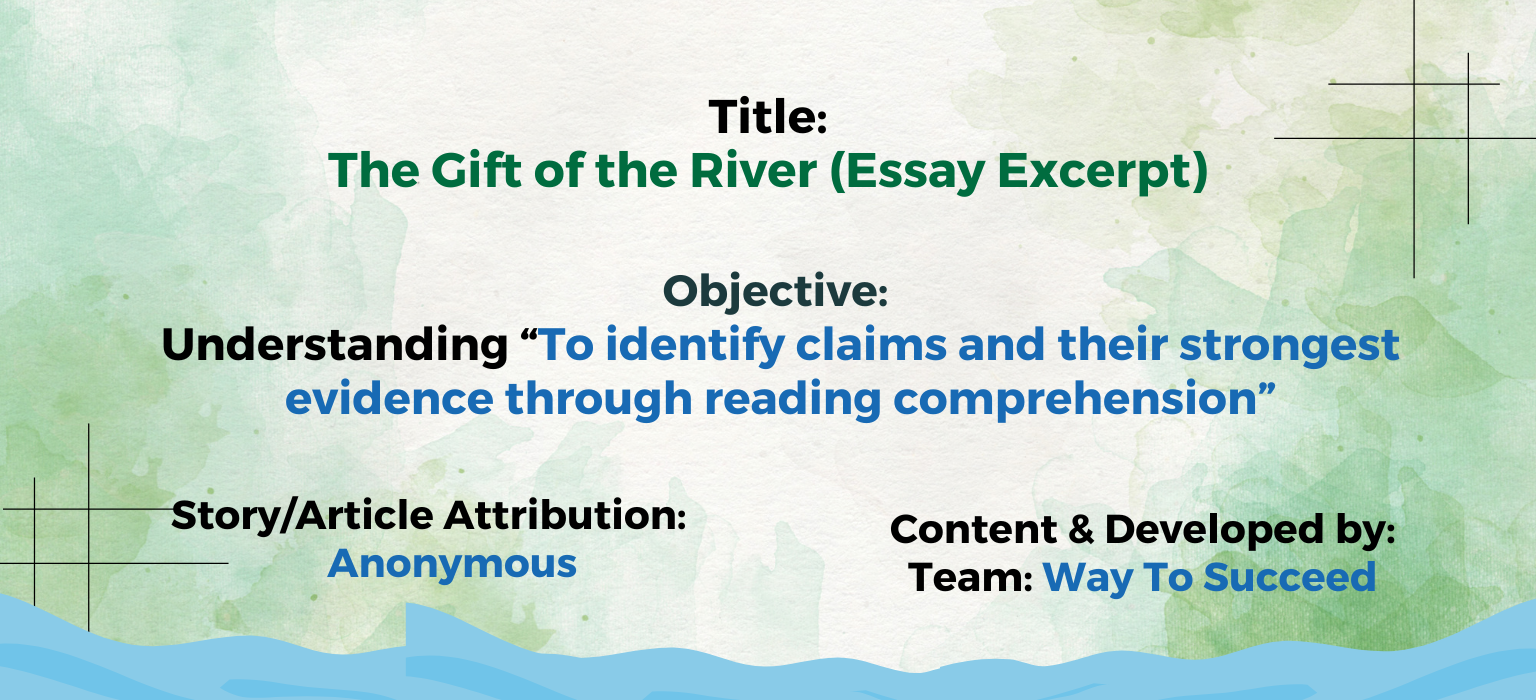 Title:
The Gift of the River (Essay Excerpt)
Objective:
Understanding “To identify claims and their strongest
evidence through reading comprehension”
Story/Article Attribution:
Anonymous
Content & Developed by:
Team: Way To Succeed